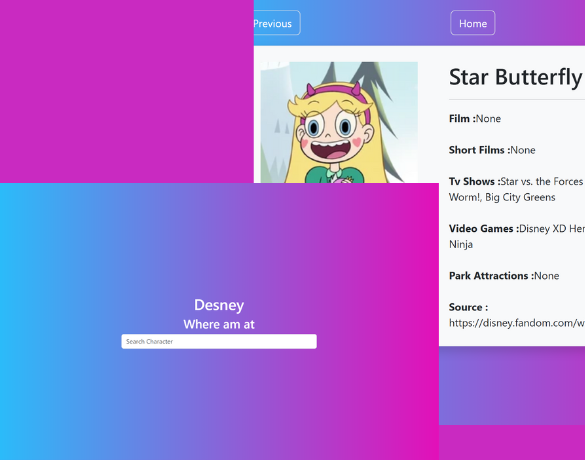 Previous
Home
Star Butterfly
Film :None
Short Films :None
Tv Shows :Star vs. the Forces
Worm!, Big City Greens
Video Games :Disney XD Her
Ninja
Park Attractions :None
Source :
https://disney.fandom.com/w
Desney
Where am at
Search Character